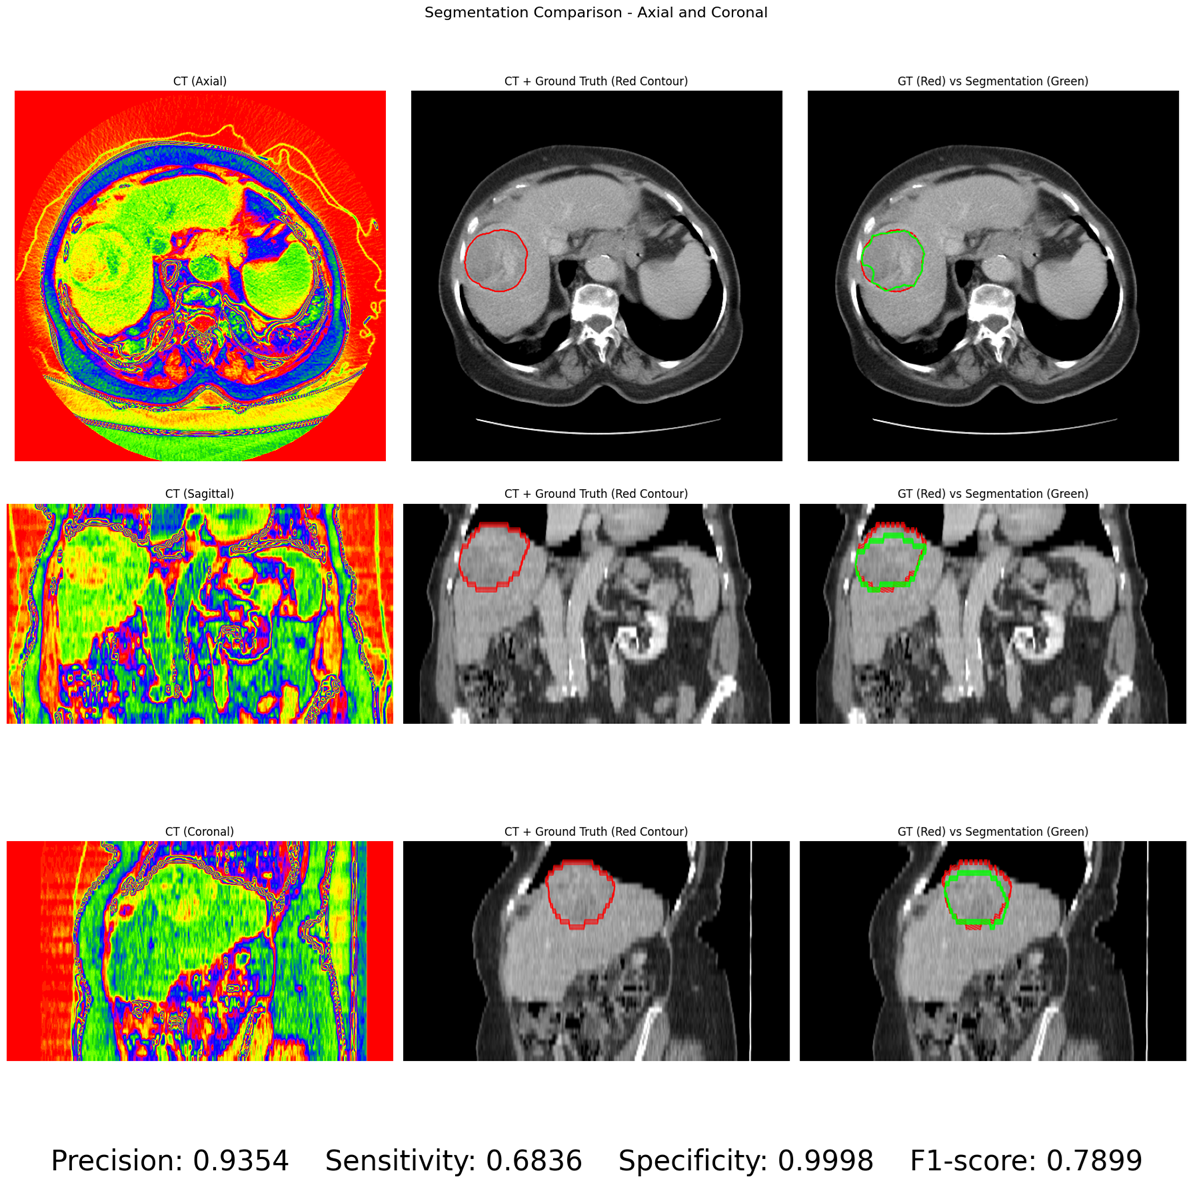 Segmentation Comparison - Axial and Coronal
CT (Axial)
CT + Ground Truth (Red Contour)
GT (Red) vs Segmentation (Green)
CT (Sagittal)
CT + Ground Truth (Red Contour)
GT (Red) vs Segmentation (Green)
CT (Coronal)
CT + Ground Truth (Red Contour)
GT (Red) vs Segmentation (Green)
Precision: 0.9354 Sensitivity: 0.6836 Specificity: 0.9998 F1-score: 0.7899